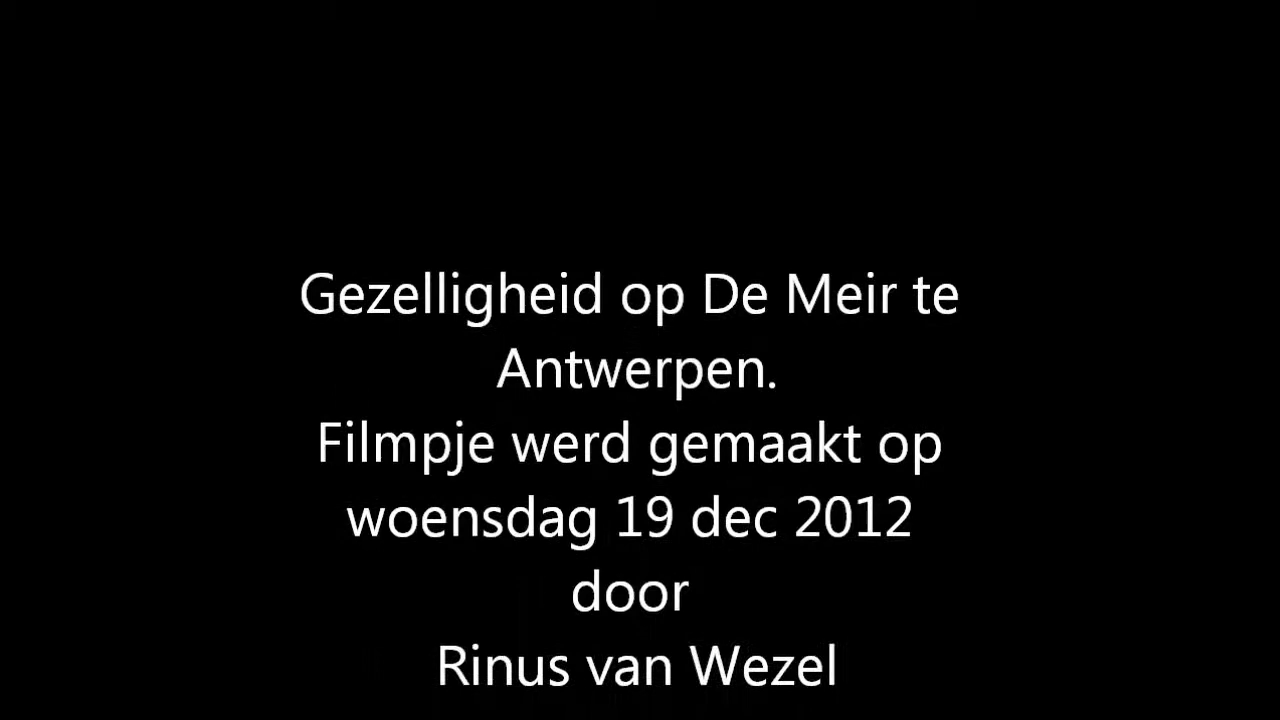 Gezelligheid op De Meir te
Antwerpen.
Filmpje werd gemaakt op
woensdag 19 dec 2012
door
Rinus van Wezel